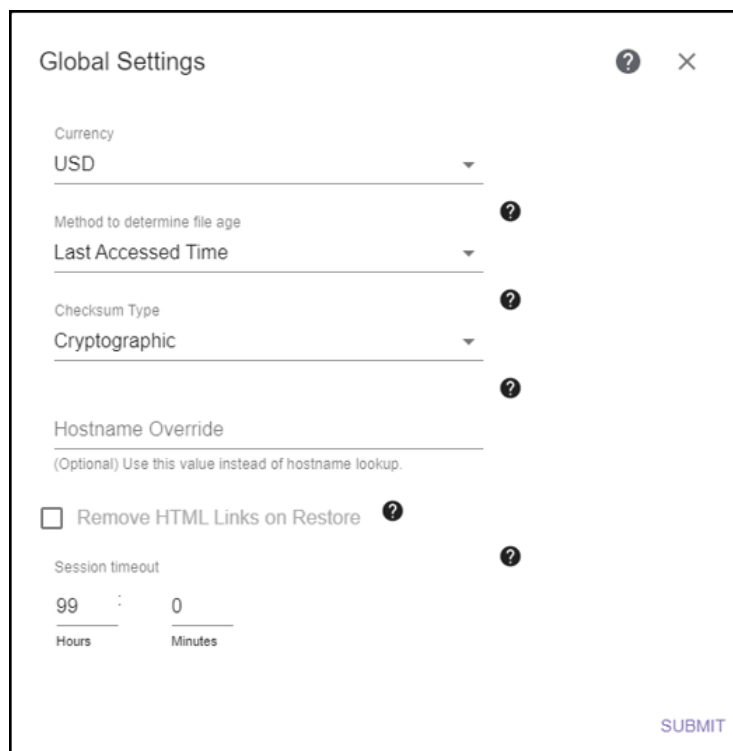 Global Settings
Currency
USD
Method to determine file age
Last Accessed Time
Checksum Type
Cryptographic
Hostname Override
(Optional) Use this value instead of hostname lookup.
Remove HTML Links on Restore
Session timeout
99 : 0
Hours Minutes
SUBMIT